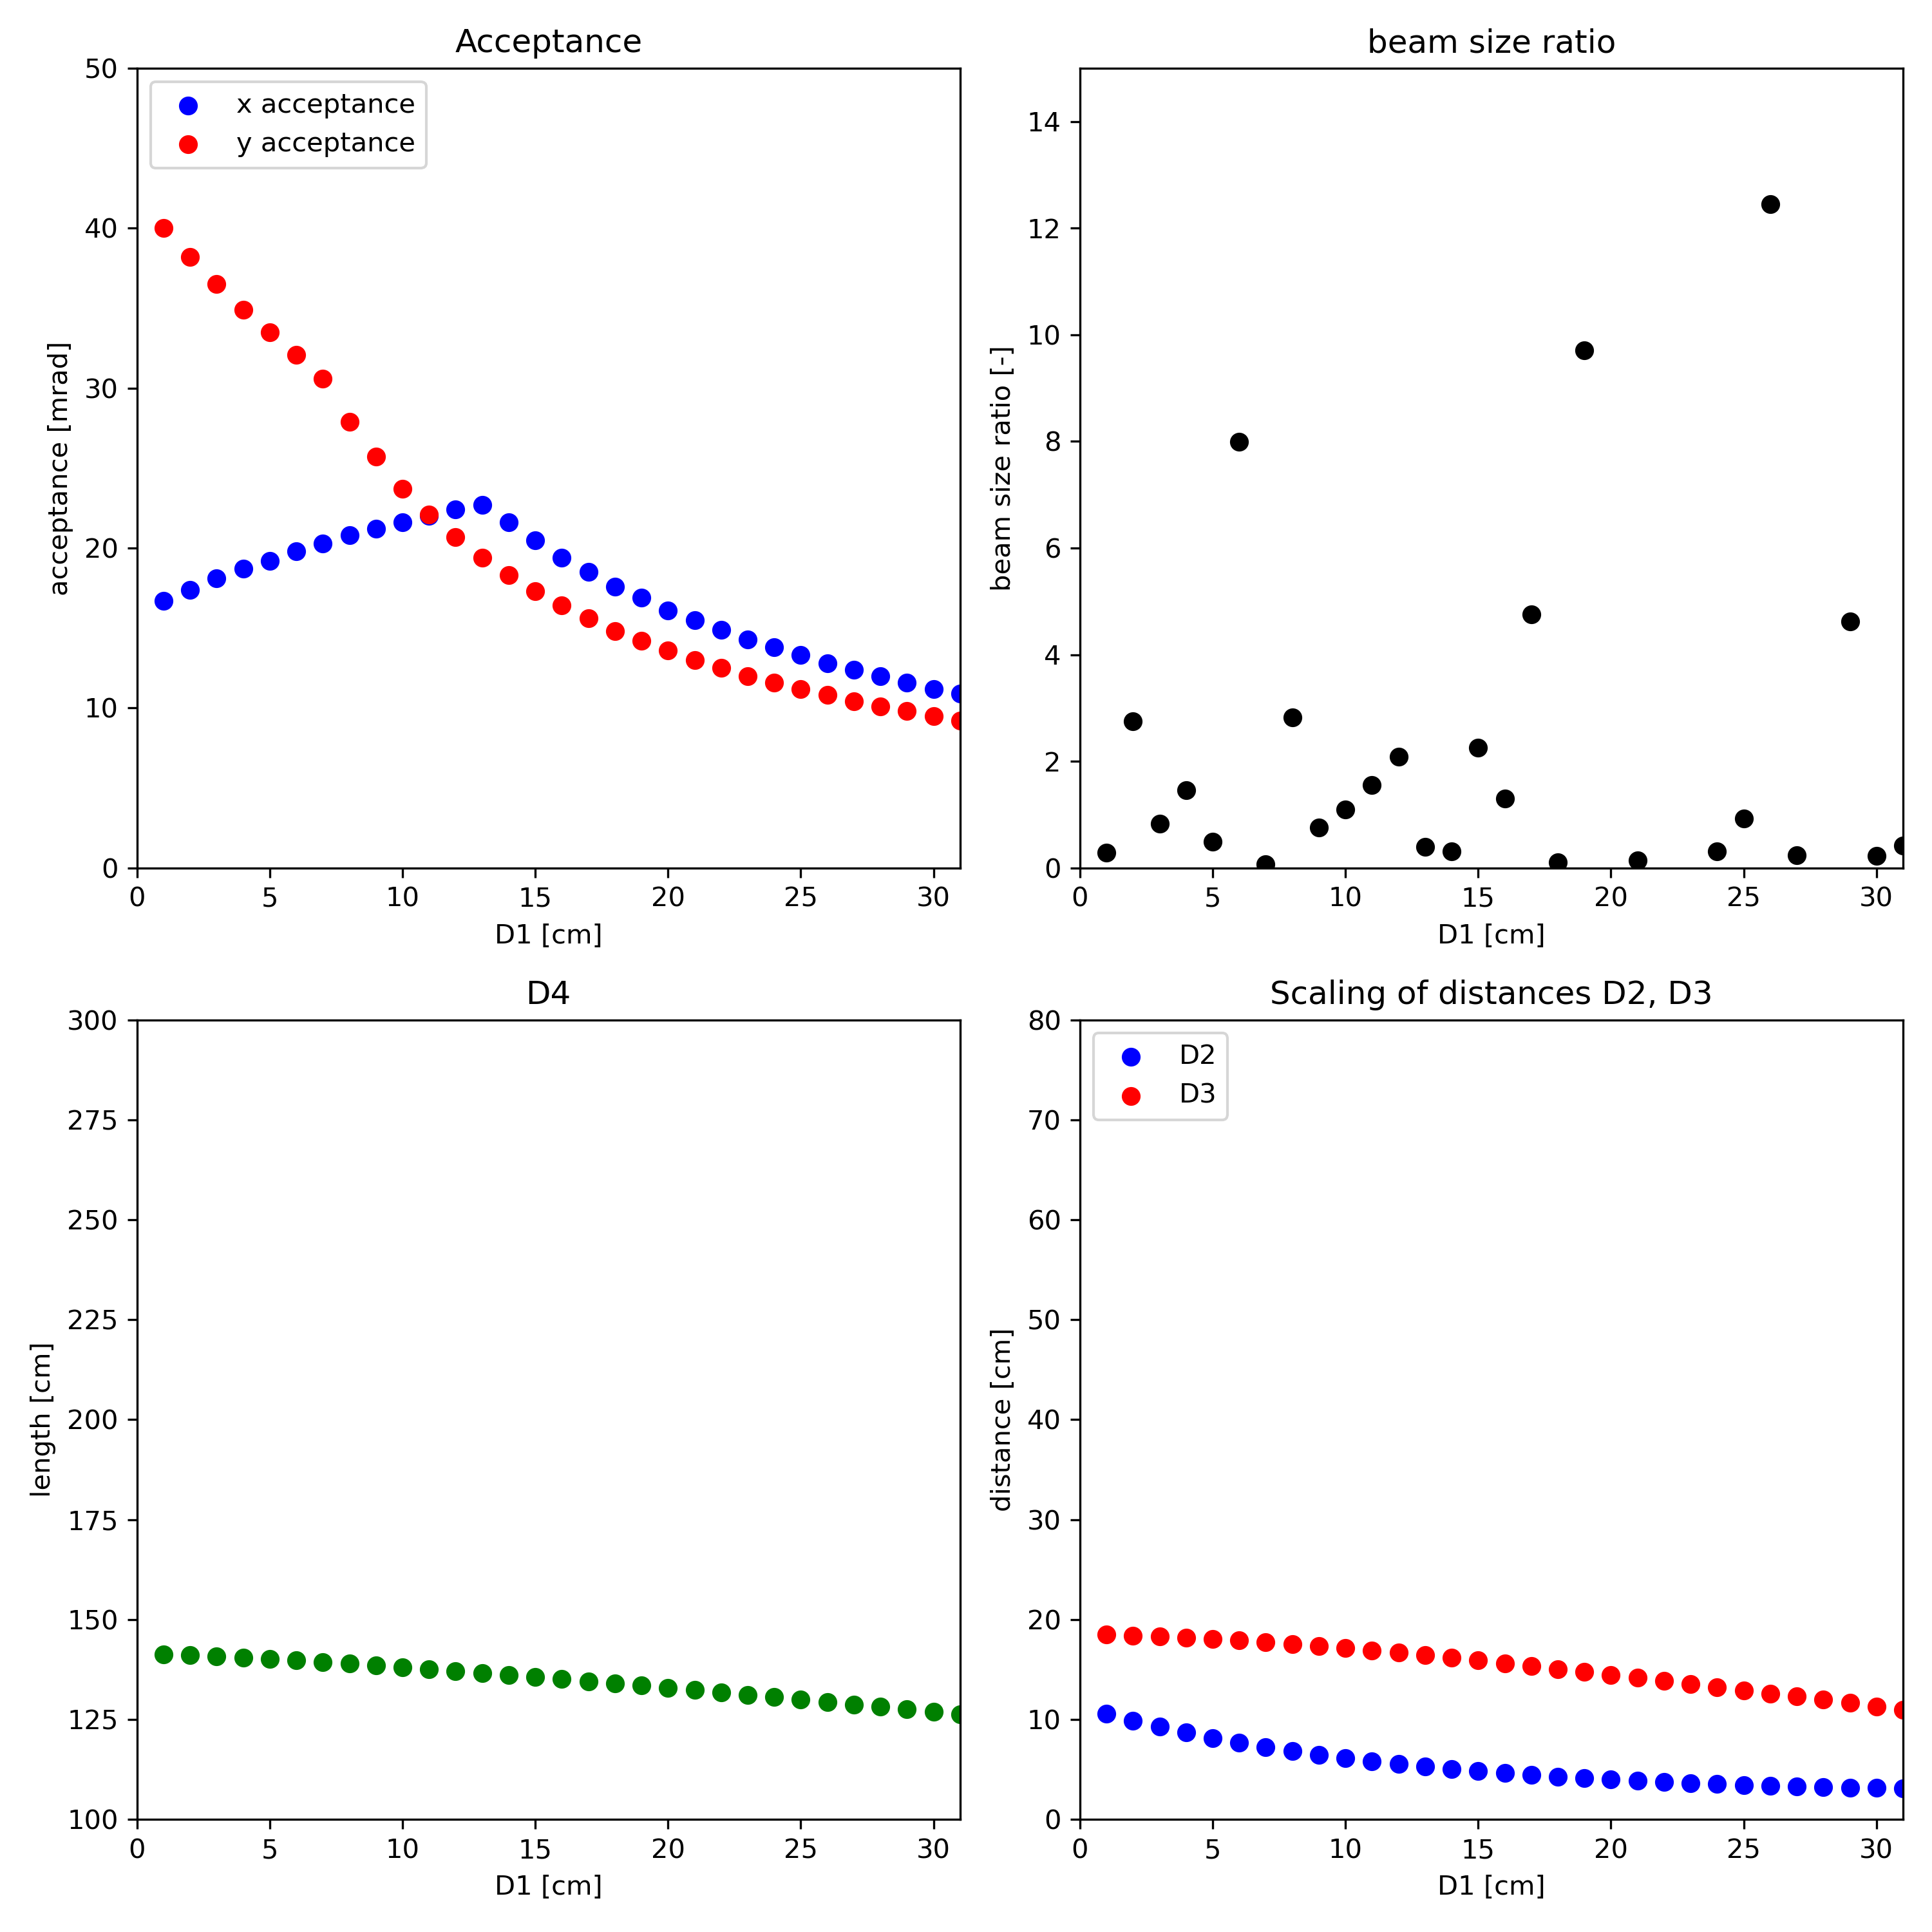 Acceptance
50
40
30
20
10
0
acceptance [mrad]
x acceptance
y acceptance
0 5 10 15 20 25 30
D1 [cm]
beam size ratio
14
12
10
8
6
4
2
0
beam size ratio [-]
0 5 10 15 20 25 30
D1 [cm]
D4
300
275
250
225
200
175
150
125
100
length [cm]
0 5 10 15 20 25 30
D1 [cm]
Scaling of distances D2, D3
80
70
60
50
40
30
20
10
0
distance [cm]
D2
D3
0 5 10 15 20 25 30
D1 [cm]